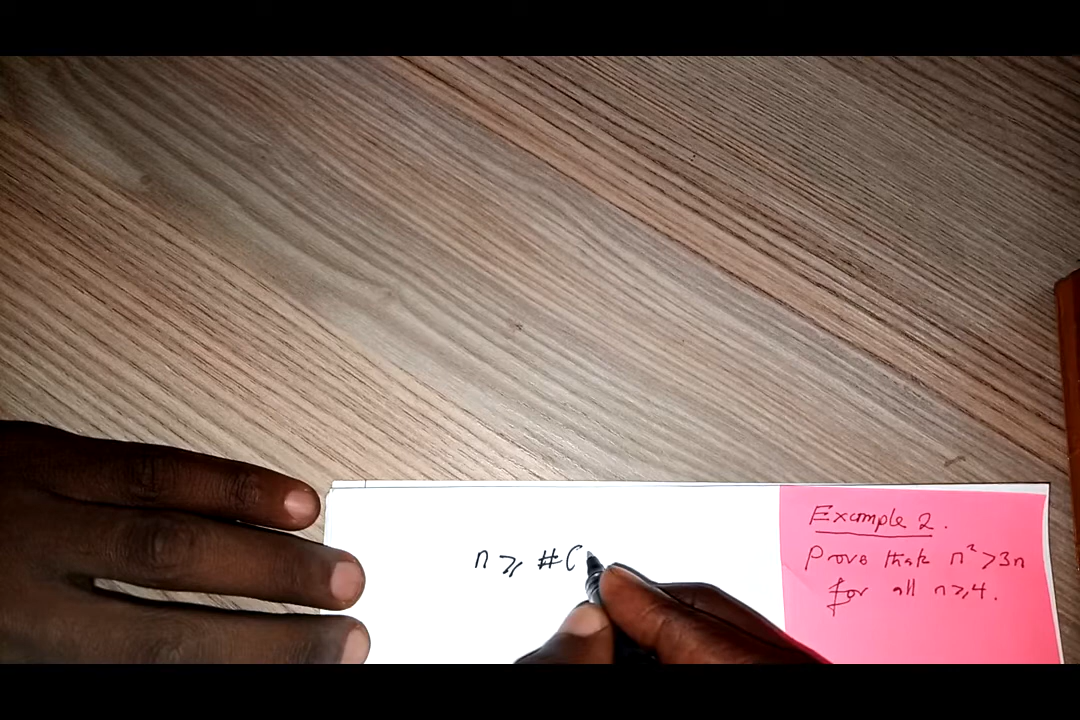 n ⩾ #(
Example 2.
Prove that n² > 3n
for all n ⩾ 4.